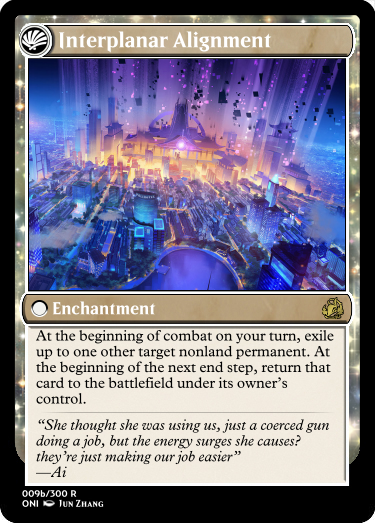 Interplanar Alignment
Enchantment
At the beginning of combat on your turn, exile
up to one other target nonland permanent. At
the beginning of the next end step, return that
card to the battlefield under its owner's
control.
"She thought she was using us, just a coerced gun
doing a job, but the energy surges she causes?
they're just making our job easier"
—Ai
009b/300 R
ONI Jun Zhang